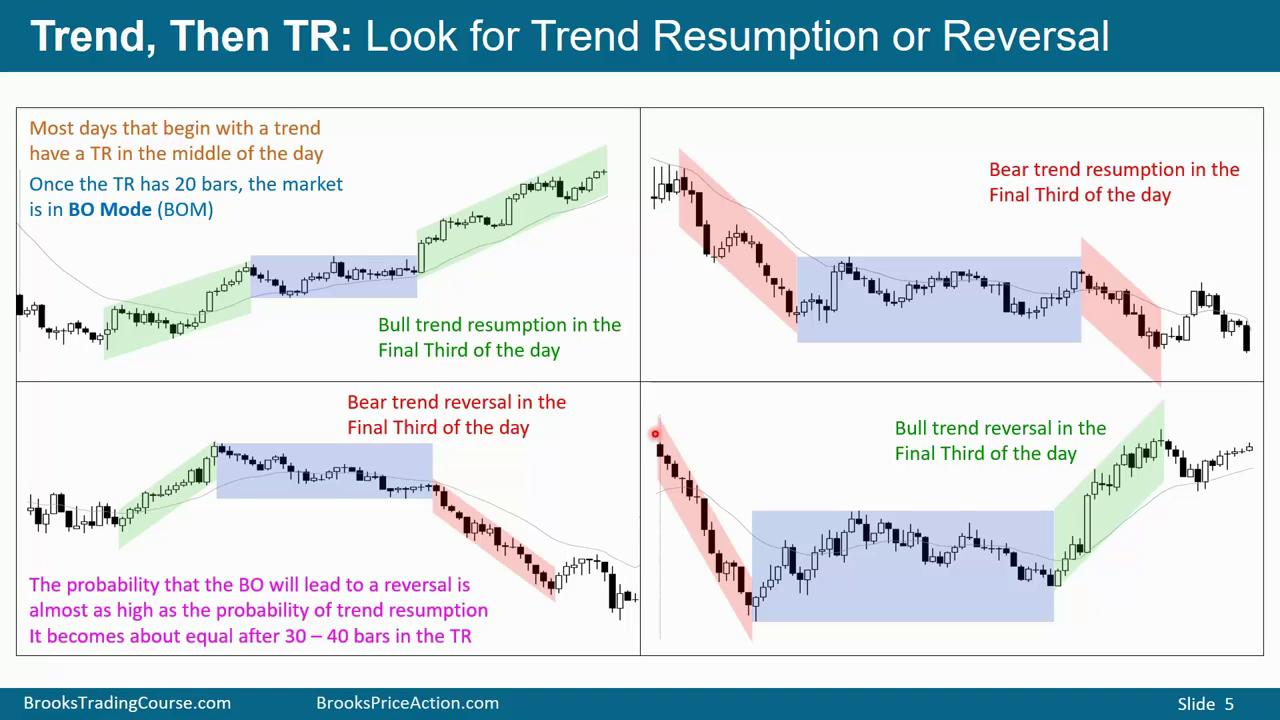 Trend, Then TR: Look for Trend Resumption or Reversal
Most days that begin with a trend
have a TR in the middle of the day
Once the TR has 20 bars, the market
is in BO Mode (BOM)
Bull trend resumption in the
Final Third of the day
Bear trend resumption in the
Final Third of the day
Bear trend reversal in the
Final Third of the day
The probability that the BO will lead to a reversal is
almost as high as the probability of trend resumption
It becomes about equal after 30 – 40 bars in the TR
Bull trend reversal in the
Final Third of the day
BrooksTradingCourse.com
BrooksPriceAction.com
Slide 5